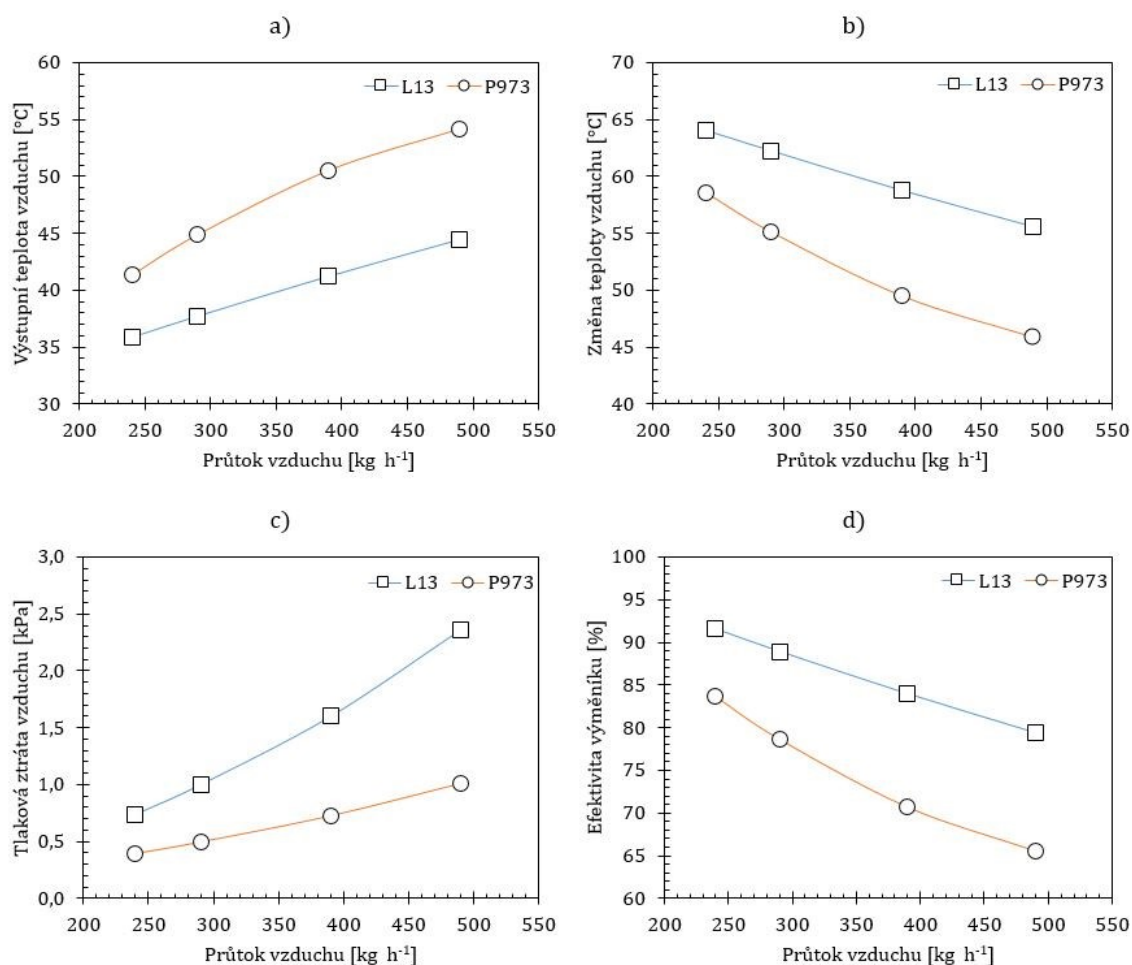 a)
Výstupní teplota vzduchu [°C]
60
55
50
45
40
35
30
L13 P973
200 250 300 350 400 450 500 550
Průtok vzduchu [kg h⁻¹]
b)
Změna teploty vzduchu [°C]
70
65
60
55
50
45
40
L13 P973
200 250 300 350 400 450 500 550
Průtok vzduchu [kg h⁻¹]
c)
Tlaková ztráta vzduchu [kPa]
3,0
2,5
2,0
1,5
1,0
0,5
0,0
L13 P973
200 250 300 350 400 450 500 550
Průtok vzduchu [kg h⁻¹]
d)
Efektivita výměníku [%]
100
95
90
85
80
75
70
65
60
L13 P973
200 250 300 350 400 450 500 550
Průtok vzduchu [kg h⁻¹]